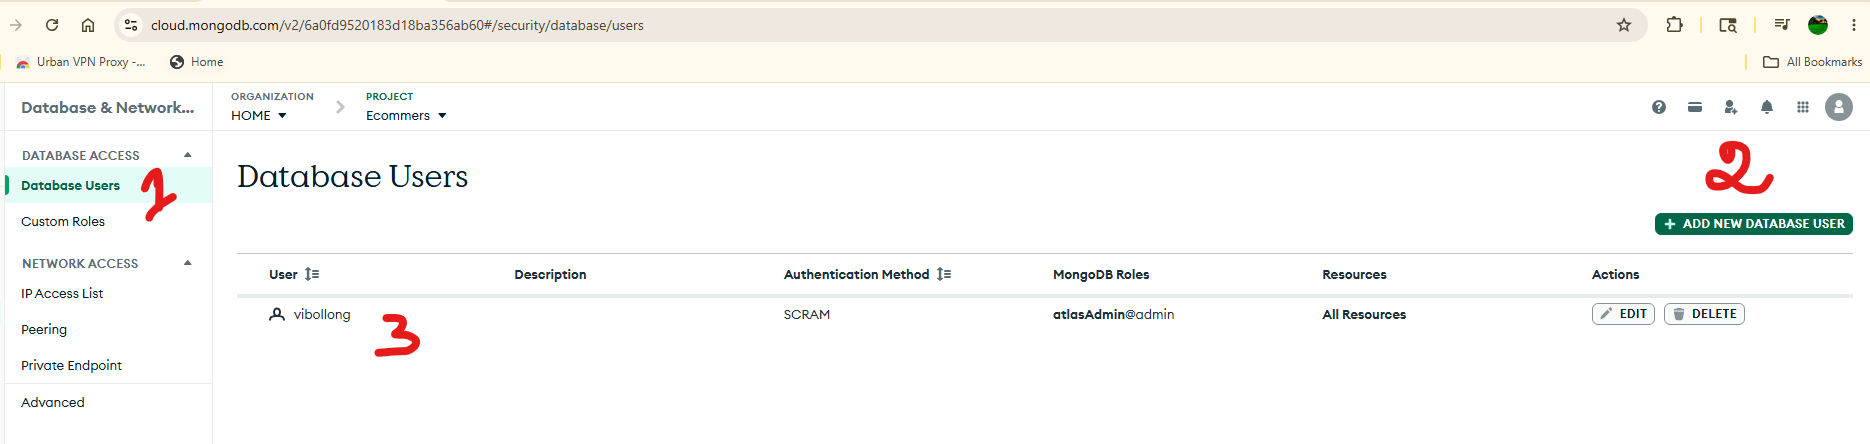 cloud.mongodb.com/v2/6a0fd9520183d18ba356ab60#/security/database/users
Urban VPN Proxy -... Home All Bookmarks
Database & Network...
ORGANIZATION
HOME
PROJECT
Ecommers
DATABASE ACCESS
Database Users
1
Custom Roles
NETWORK ACCESS
IP Access List
Peering
Private Endpoint
Advanced
Database Users
2
+ ADD NEW DATABASE USER
User Description Authentication Method MongoDB Roles Resources Actions
vibollong SCRAM atlasAdmin@admin All Resources EDIT DELETE
3